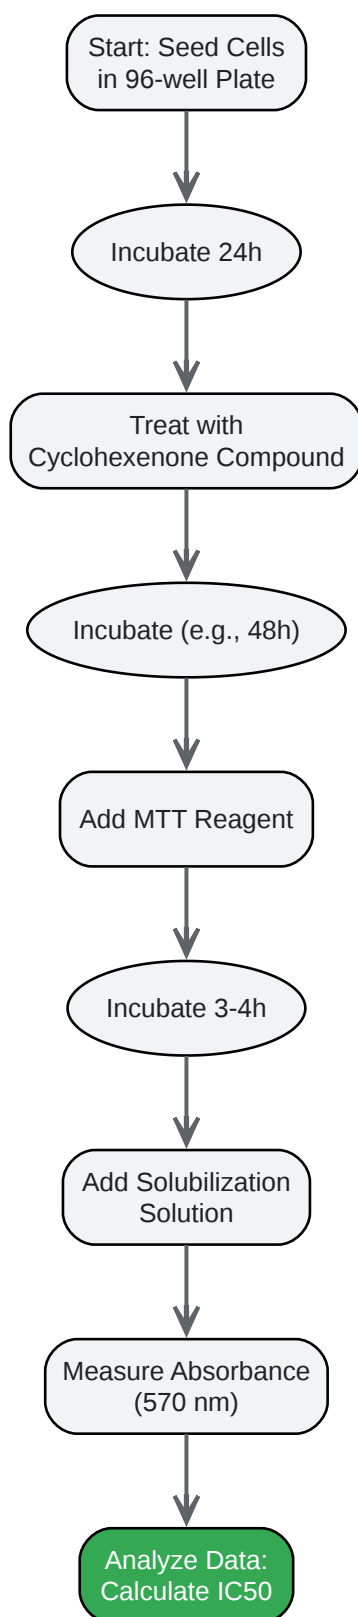 Start: Seed Cells
in 96-well Plate
Incubate 24h
Treat with
Cyclohexenone Compound
Incubate (e.g., 48h)
Add MTT Reagent
Incubate 3-4h
Add Solubilization
Solution
Measure Absorbance
(570 nm)
Analyze Data:
Calculate IC50